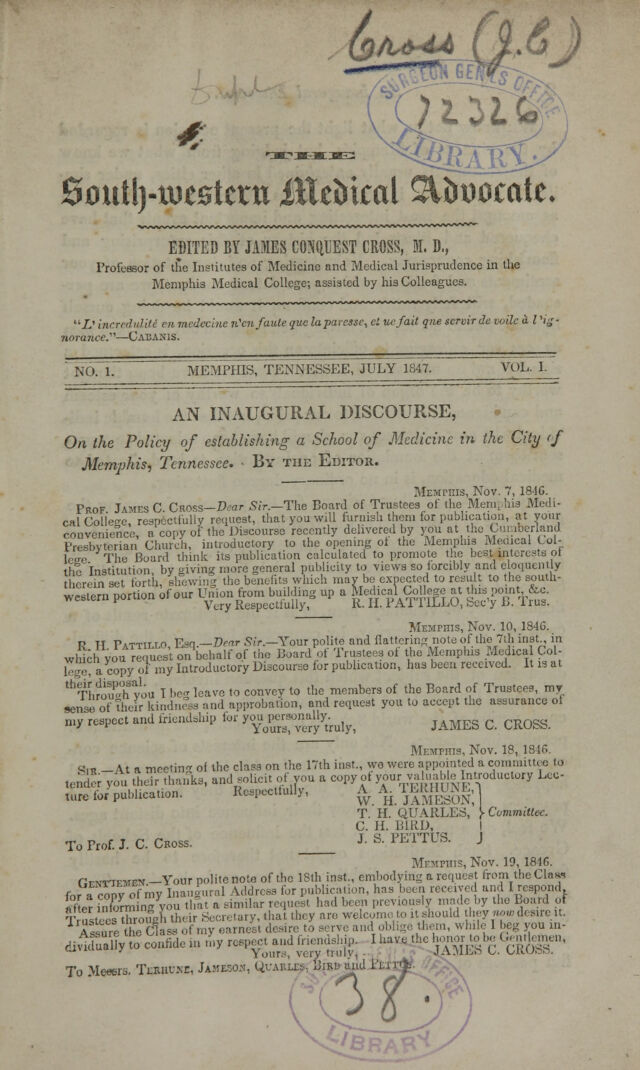 Cross (J.C)
SURGEON GEN'LS OFFICE
72326
LIBRARY.
THE
South-western Medical Advocate.
EDITED BY JAMES CONQUEST CROSS, M. D.,
Professor of the Institutes of Medicine and Medical Jurisprudence in the
Memphis Medical College; assisted by his Colleagues.
"L' incredulité en medecine n'en faute que la paresse, et ue fait qne servir de voile à l'ig-
norance."—CABANIS.
NO. 1. MEMPHIS, TENNESSEE, JULY 1847. VOL. I.
AN INAUGURAL DISCOURSE,
On the Policy of establishing a School of Medicine in the City of
Memphis, Tennessee. BY THE EDITOR.
MEMPHIS, Nov. 7, 1846.
PROF. JAMES C. CROSS—Dear Sir.—The Board of Trustees of the Memphis Medi-
cal College, respectfully request, that you will furnish them for publication, at your
convenience, a copy of the Discourse recently delivered by you at the Cumberland
Presbyterian Church, introductory to the opening of the Memphis Medical Col-
lege. The Board think its publication calculated to promote the best interests of
the Institution, by giving more general publicity to views so forcibly and eloquently
therein set forth, shewing the benefits which may be expected to result to the south-
western portion of our Union from building up a Medical College at this point, &c.
Very Respectfully, R. H. PATTILLO, Sec'y B. Trus.
MEMPHIS, Nov. 10, 1846.
R. H. PATTILLO, ESQ.—Dear Sir.—Your polite and flattering note of the 7th inst., in
which you request on behalf of the Board of Trustees of the Memphis Medical Col-
lege, a copy of my Introductory Discourse for publication, has been received. It is at
their disposal.
Through you I beg leave to convey to the members of the Board of Trustees, my
sense of their kindness and approbation, and request you to accept the assurance of
my respect and friendship for you personally.
Yours, very truly, JAMES C. CROSS.
MEMPHIS, Nov. 18, 1846.
SIR.—At a meeting of the class on the 17th inst., we were appointed a committee to
tender you their thanks, and solicit of you a copy of your valuable Introductory Lec-
ture for publication. Respectfully, A. A. TERHUNE,
W. H. JAMESON,
T. H. QUARLES, Committee.
C. H. BIRD,
J. S. PETTUS.
To Prof. J. C. CROSS.
MEMPHIS, Nov. 19, 1846.
GENTLEMEN.—Your polite note of the 18th inst., embodying a request from the Class
for a copy of my Inaugural Address for publication, has been received and I respond,
after informing you that a similar request had been previously made by the Board of
Trustees through their Secretary, that they are welcome to it should they now desire it.
Assure the Class of my earnest desire to serve and oblige them, while I beg you in-
dividually to confide in my respect and friendship. I have the honor to be Gentlemen,
Yours, very truly, JAMES C. CROSS.
To Messrs. TERHUNE, JAMESON, QUARLES, BIRD and PETTUS.
38.
LIBRARY